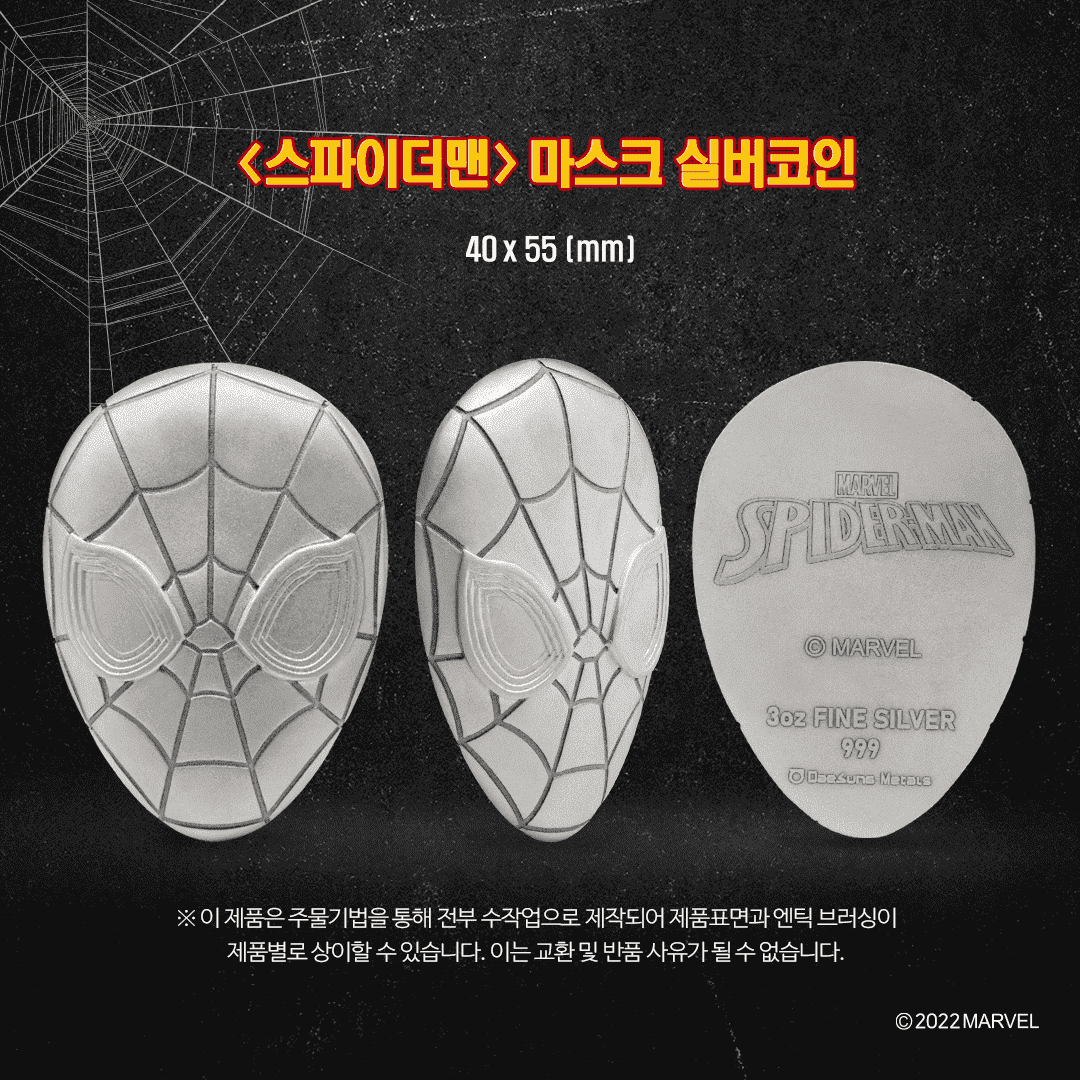 <스파이더맨> 마스크 실버코인
40 x 55 (mm)
MARVEL
SPIDER-MAN
© MARVEL
3oz FINE SILVER
999
DaeSung Metals
※ 이 제품은 주물기법을 통해 전부 수작업으로 제작되어 제품표면과 엔틱 브러싱이
제품별로 상이할 수 있습니다. 이는 교환 및 반품 사유가 될 수 없습니다.
©2022 MARVEL